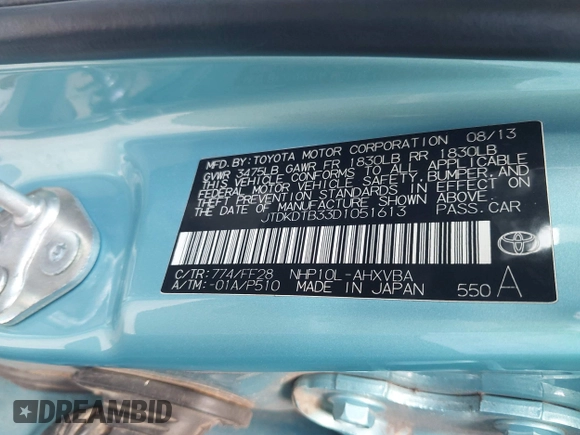 MFD. BY: TOYOTA MOTOR CORPORATION 08/13
GVWR 3475LB GAWR FR 1830LB RR 1830LB
THIS VEHICLE CONFORMS TO ALL APPLICABLE
FEDERAL MOTOR VEHICLE SAFETY, BUMPER, AND
THEFT PREVENTION STANDARDS IN EFFECT ON
THE DATE OF MANUFACTURE SHOWN ABOVE.
JTDKDTB33D1051613 PASS.CAR
C/TR:774/FF28 NHP10L-AHXVBA
A/TM:-01A/P510 MADE IN JAPAN 550 A
DREAMBID